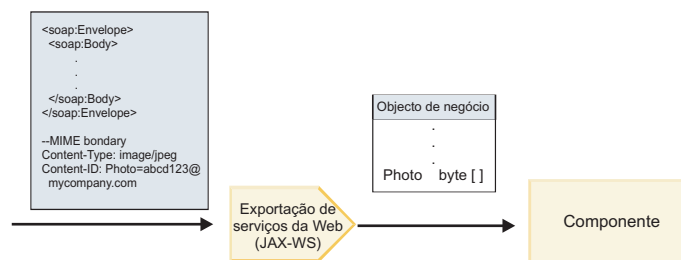 <soap:Envelope>
<soap:Body>
.
.
.
</soap:Body>
</soap:Envelope>
--MIME bondary
Content-Type: image/jpeg
Content-ID: Photo=abcd123@
mycompany.com
Objecto de negócio
.
.
.
Photo byte [ ]
Exportação de
serviços da Web
(JAX-WS)
Componente